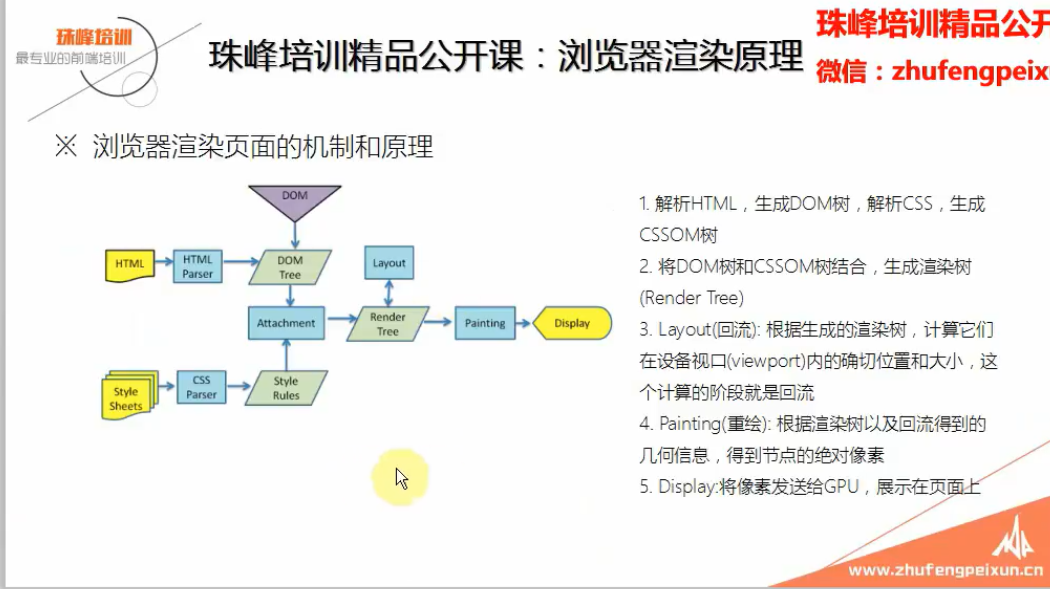 珠峰培训
最专业的前端培训
珠峰培训精品公开课：浏览器渲染原理
珠峰培训精品公开
微信：zhufengpeix
※ 浏览器渲染页面的机制和原理
DOM
HTML
HTML
Parser
DOM
Tree
Layout
Attachment
Render
Tree
Painting
Display
Style
Sheets
CSS
Parser
Style
Rules
1. 解析HTML，生成DOM树，解析CSS，生成
CSSOM树
2. 将DOM树和CSSOM树结合，生成渲染树
(Render Tree)
3. Layout(回流): 根据生成的渲染树，计算它们
在设备视口(viewport)内的确切位置和大小，这
个计算的阶段就是回流
4. Painting(重绘): 根据渲染树以及回流得到的
几何信息，得到节点的绝对像素
5. Display:将像素发送给GPU，展示在页面上
www.zhufengpeixun.cn